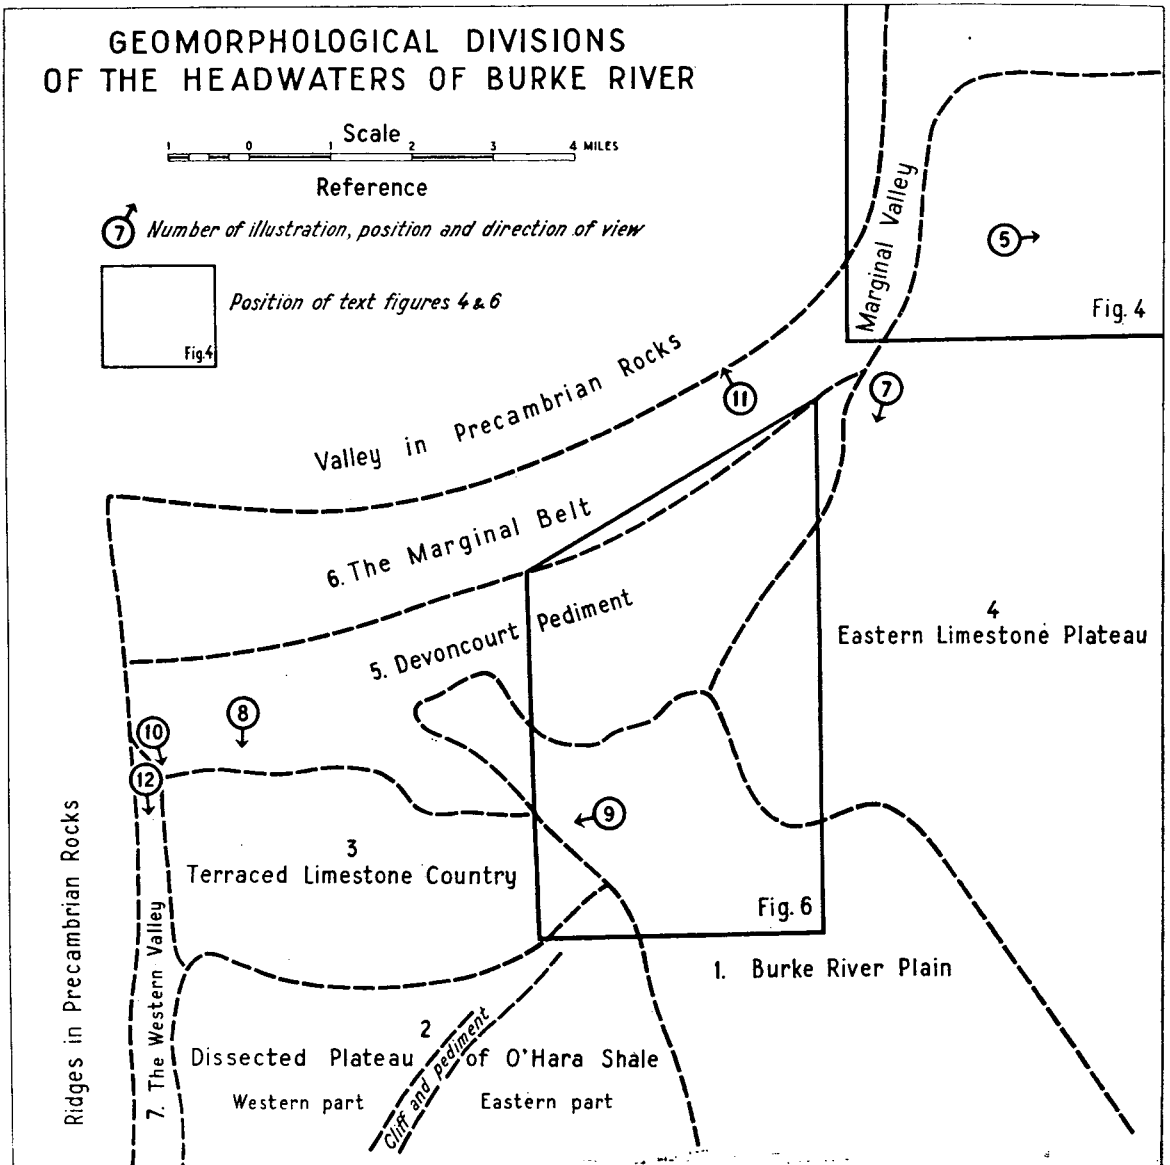 GEOMORPHOLOGICAL DIVISIONS
OF THE HEADWATERS OF BURKE RIVER
Scale
1 0 1 2 3 4 MILES
Reference
7 Number of illustration, position and direction of view
Position of text figures 4 & 6
Fig.4
Marginal Valley
5
Fig. 4
Valley in Precambrian Rocks
11
7
6. The Marginal Belt
5. Devoncourt Pediment
4
Eastern Limestone Plateau
8
10
12
9
3
Terraced Limestone Country
Fig. 6
Ridges in Precambrian Rocks
7. The Western Valley
1. Burke River Plain
2
Dissected Plateau of O'Hara Shale
Cliff and pediment
Western part
Eastern part